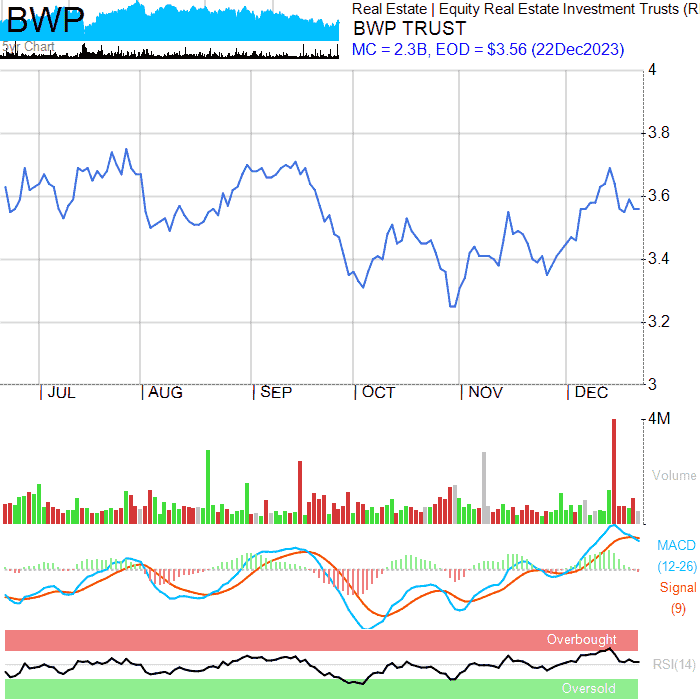 BWP
5yr Chart
Real Estate | Equity Real Estate Investment Trusts (R
BWP TRUST
MC = 2.3B, EOD = $3.56 (22Dec2023)
4
3.8
3.6
3.4
3.2
3
| JUL | AUG | SEP | OCT | NOV | DEC
4M
Volume
MACD
(12-26)
Signal
(9)
Overbought
RSI(14)
Oversold